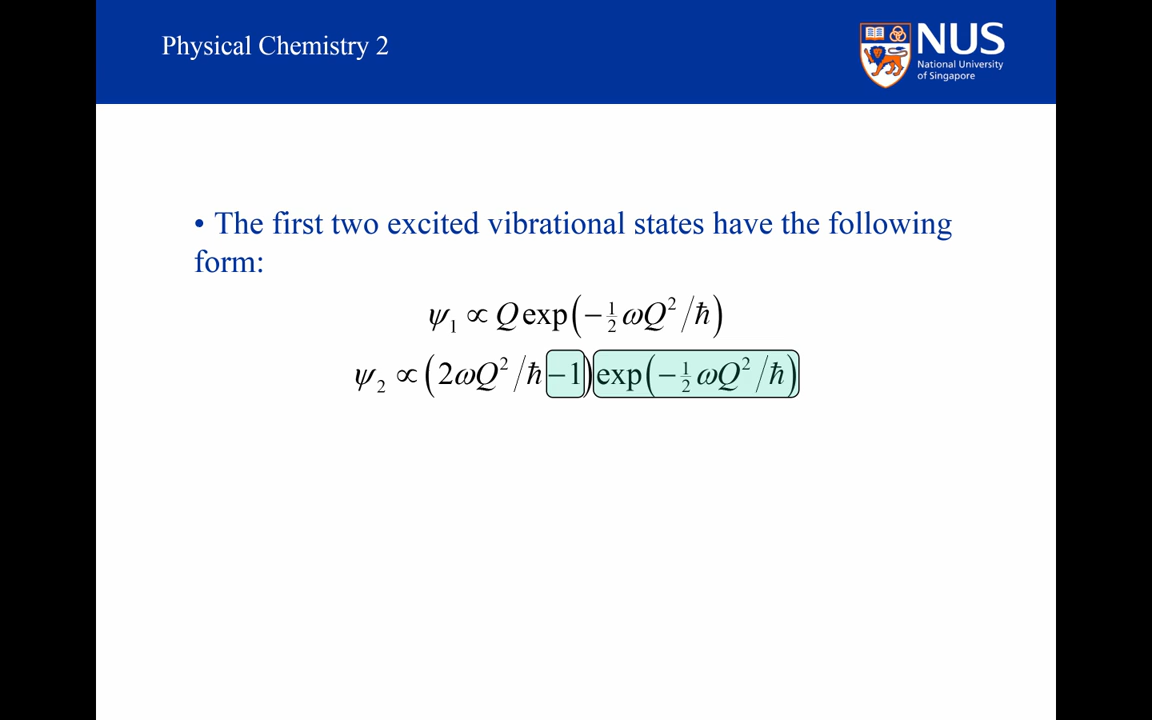 Physical Chemistry 2
NUS
National University
of Singapore
• The first two excited vibrational states have the following
form:
ψ₁ ∝ Q exp(−½ωQ²/ħ)
ψ₂ ∝ (2ωQ²/ħ −1)exp(−½ωQ²/ħ)